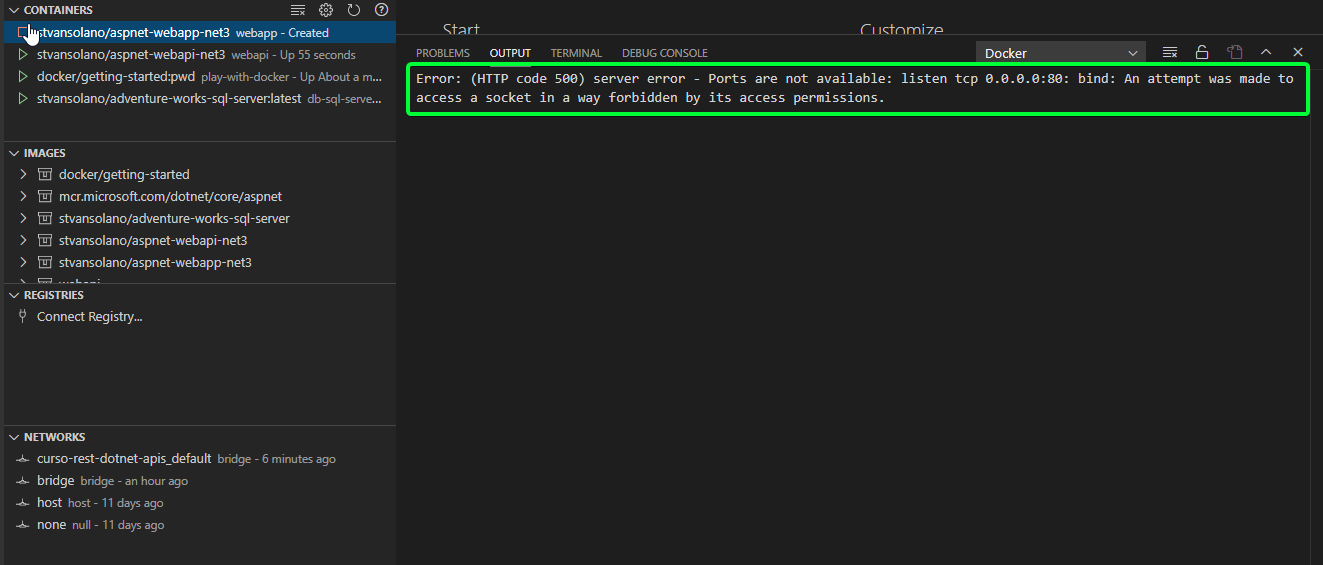 CONTAINERS
stvansolano/aspnet-webapp-net3 webapp - Created
stvansolano/aspnet-webapi-net3 webapi - Up 55 seconds
docker/getting-started:pwd play-with-docker - Up About a m...
stvansolano/adventure-works-sql-server:latest db-sql-serve...
IMAGES
docker/getting-started
mcr.microsoft.com/dotnet/core/aspnet
stvansolano/adventure-works-sql-server
stvansolano/aspnet-webapi-net3
stvansolano/aspnet-webapp-net3
webapi
REGISTRIES
Connect Registry...
NETWORKS
curso-rest-dotnet-apis_default bridge - 6 minutes ago
bridge bridge - an hour ago
host host - 11 days ago
none null - 11 days ago
Start Customize
PROBLEMS OUTPUT TERMINAL DEBUG CONSOLE Docker
Error: (HTTP code 500) server error - Ports are not available: listen tcp 0.0.0.0:80: bind: An attempt was made to
access a socket in a way forbidden by its access permissions.